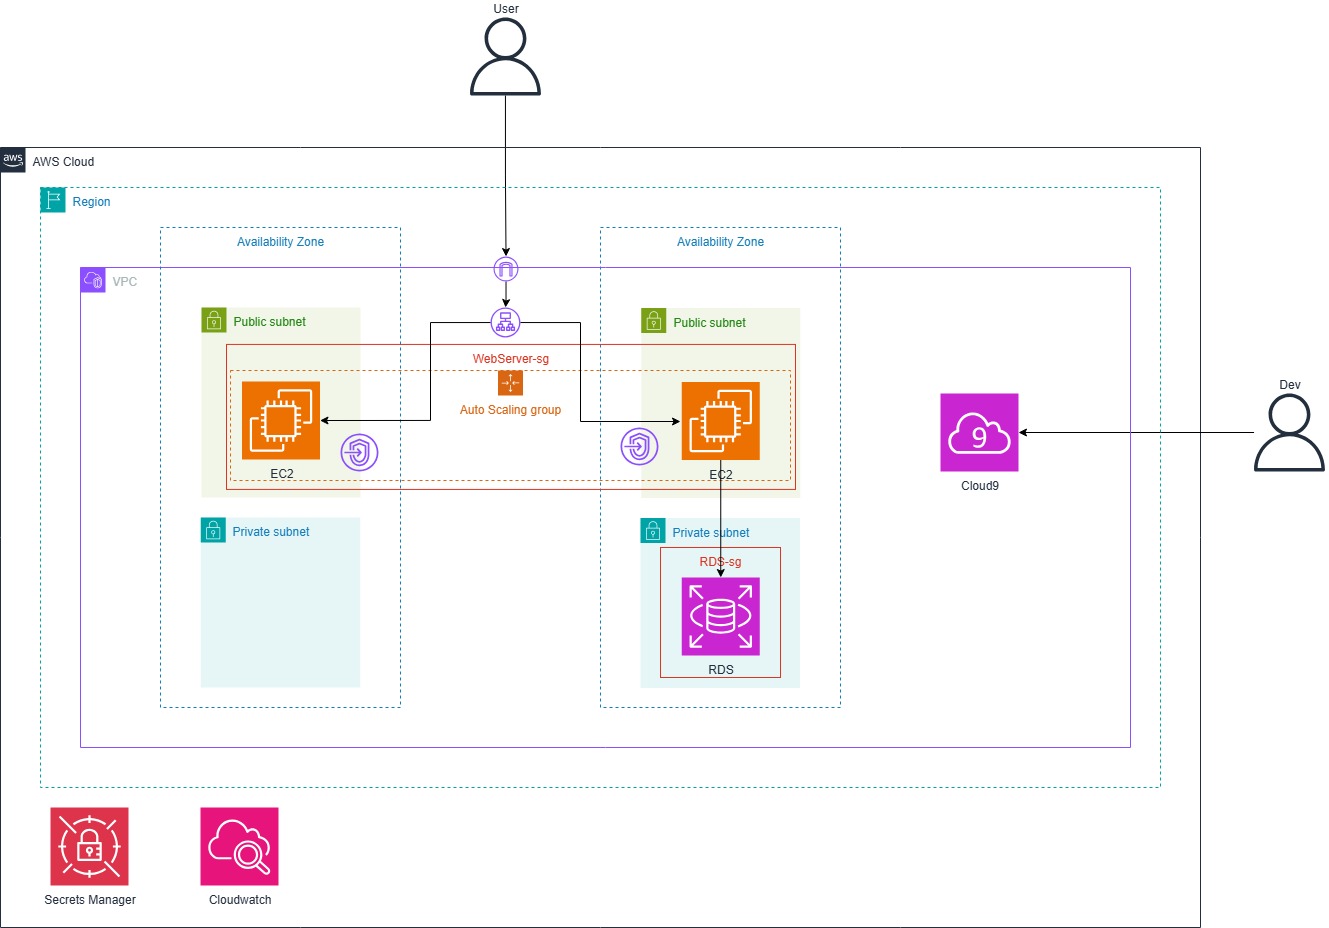 User
aws
AWS Cloud
Region
Availability Zone
Availability Zone
VPC
Public subnet
Public subnet
WebServer-sg
Auto Scaling group
Dev
9
EC2
EC2
Cloud9
Private subnet
Private subnet
RDS-sg
RDS
Secrets Manager
Cloudwatch